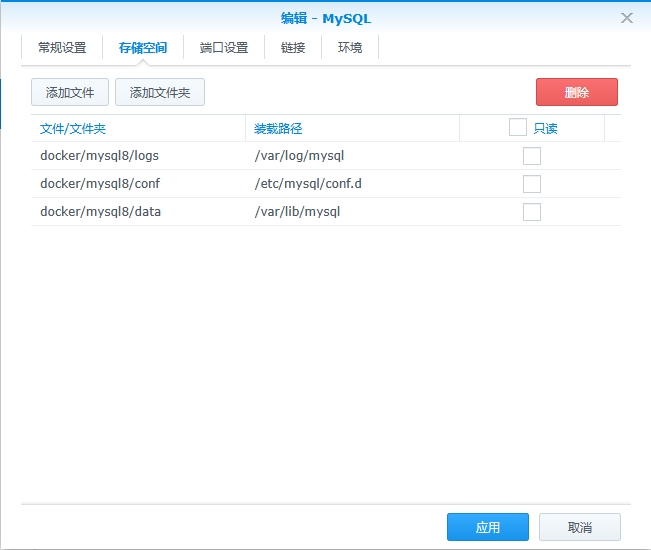 编辑 - MySQL
常规设置 存储空间 端口设置 链接 环境
添加文件 添加文件夹 删除
文件/文件夹 装载路径 只读
docker/mysql8/logs /var/log/mysql
docker/mysql8/conf /etc/mysql/conf.d
docker/mysql8/data /var/lib/mysql
应用 取消